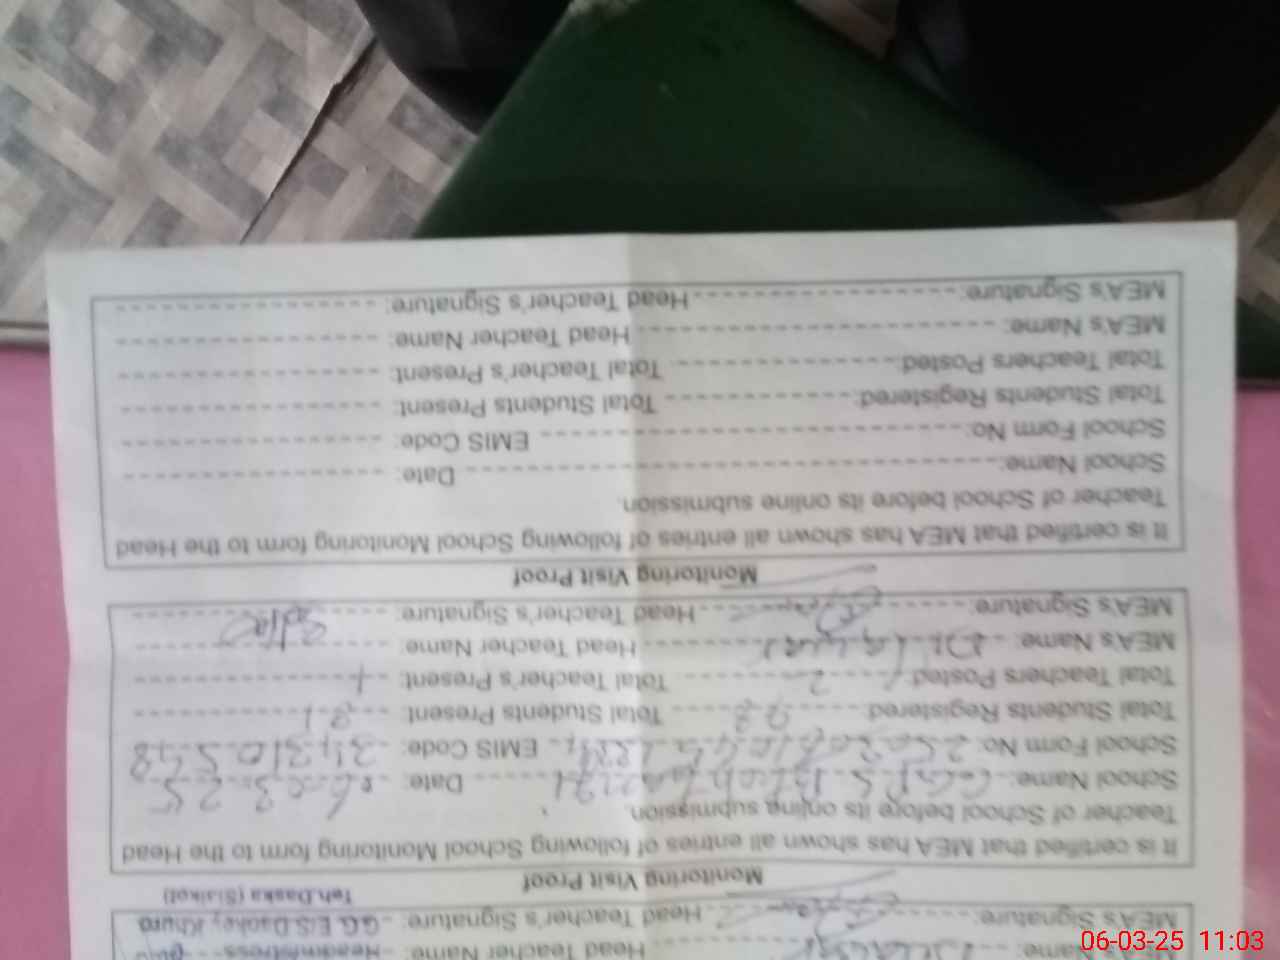 Name: Head Teacher Name: Headmistress
MEA's Signature: Head Teacher's Signature: G.G. E/S Daokey Khurd
Teh.Daska (Sialkot)
Monitoring Visit Proof
It is certified that MEA has shown all entries of following School Monitoring form to the Head
Teacher of School before its online submission.
School Name: GGPS Date: 06-03-25
School Form No: EMIS Code: 34310548
Total Students Registered: Total Students Present:
Total Teachers Posted: 2 Total Teacher's Present: 1
MEA's Name: Head Teacher Name:
MEA's Signature: Head Teacher's Signature:
Monitoring Visit Proof
It is certified that MEA has shown all entries of following School Monitoring form to the Head
Teacher of School before its online submission.
School Name: Date:
School Form No: EMIS Code:
Total Students Registered: Total Students Present:
Total Teachers Posted: Total Teacher's Present:
MEA's Name: Head Teacher Name:
MEA's Signature: Head Teacher's Signature:
06-03-25 11:03